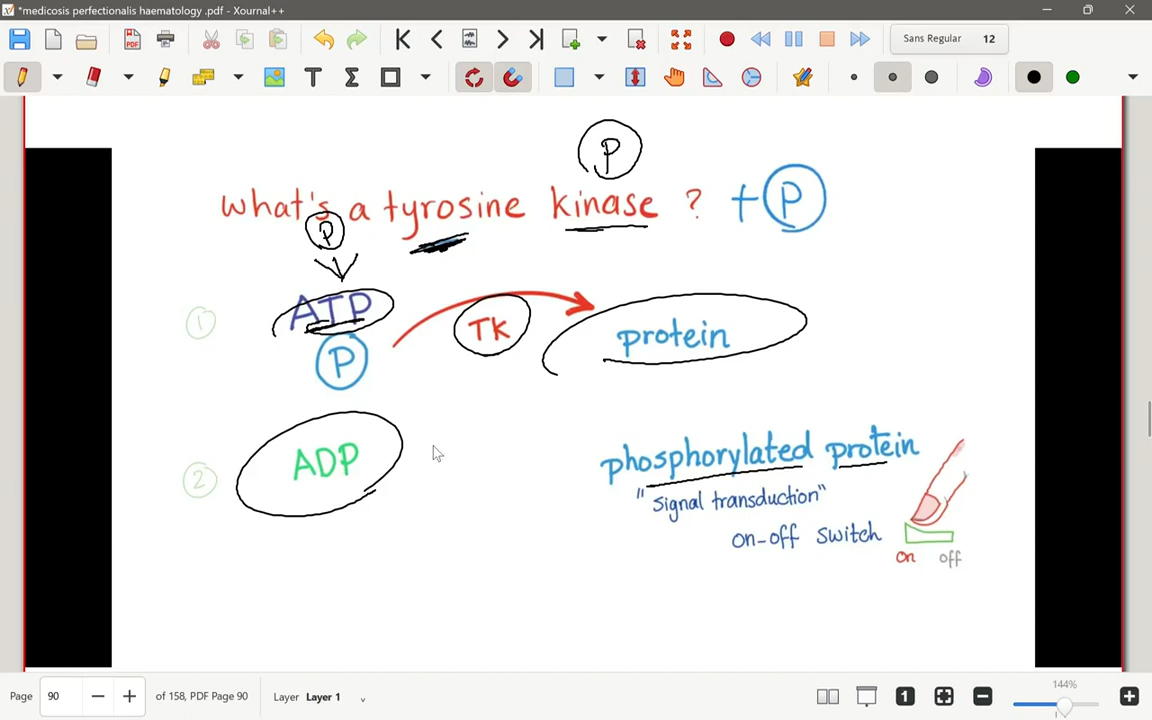 *medicosis perfectionalis haematology .pdf - Xournal++
Sans Regular 12
P
what's a tyrosine kinase ? + P
P
1 ATP TK protein
P
2 ADP phosphorylated protein
"signal transduction"
on-off switch
on off
Page 90 of 158, PDF Page 90 Layer Layer 1 144%